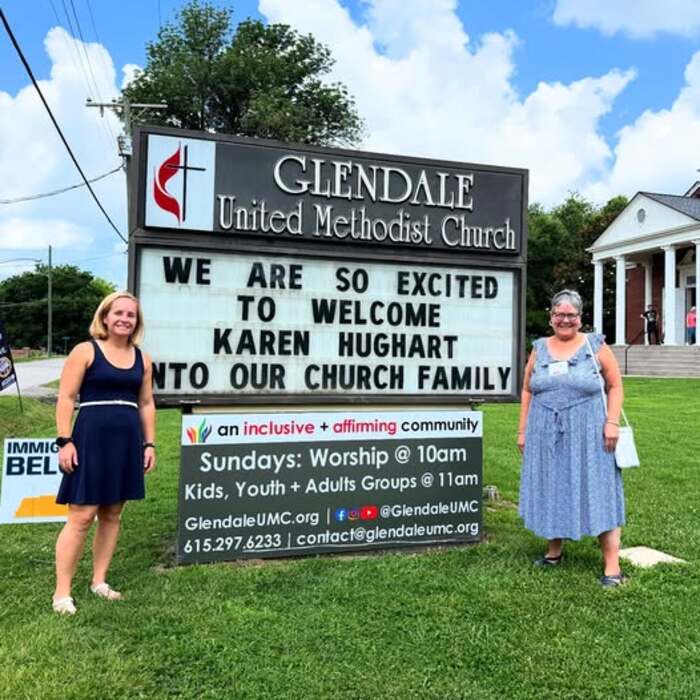 GLENDALE
United Methodist Church
WE ARE SO EXCITED
TO WELCOME
KAREN HUGHART
NTO OUR CHURCH FAMILY
an inclusive + affirming community
Sundays: Worship @ 10am
Kids, Youth + Adults Groups @ 11am
GlendaleUMC.org | @GlendaleUMC
615.297.6233 | contact@glendaleumc.org
IMMIG
BEL